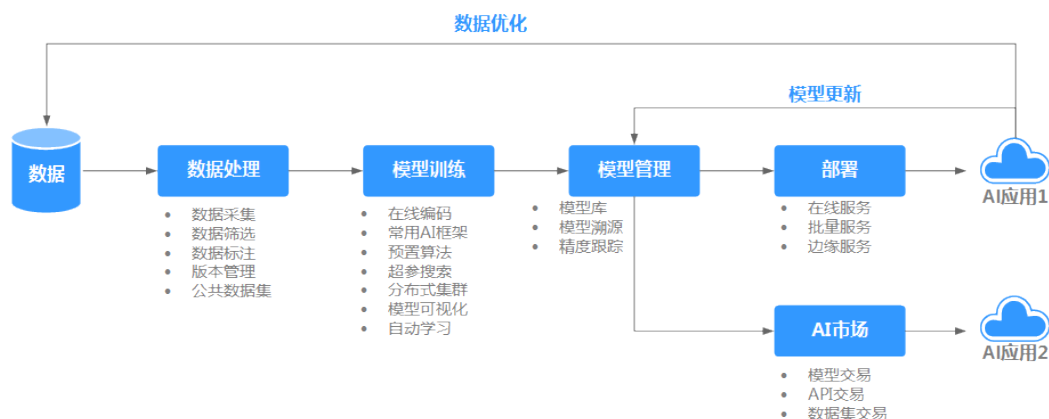 数据优化
模型更新
数据
数据处理
模型训练
模型管理
部署
AI应用1
数据采集
数据筛选
数据标注
版本管理
公共数据集
在线编码
常用AI框架
预置算法
超参搜索
分布式集群
模型可视化
自动学习
模型库
模型溯源
精度跟踪
在线服务
批量服务
边缘服务
AI市场
AI应用2
模型交易
API交易
数据集交易